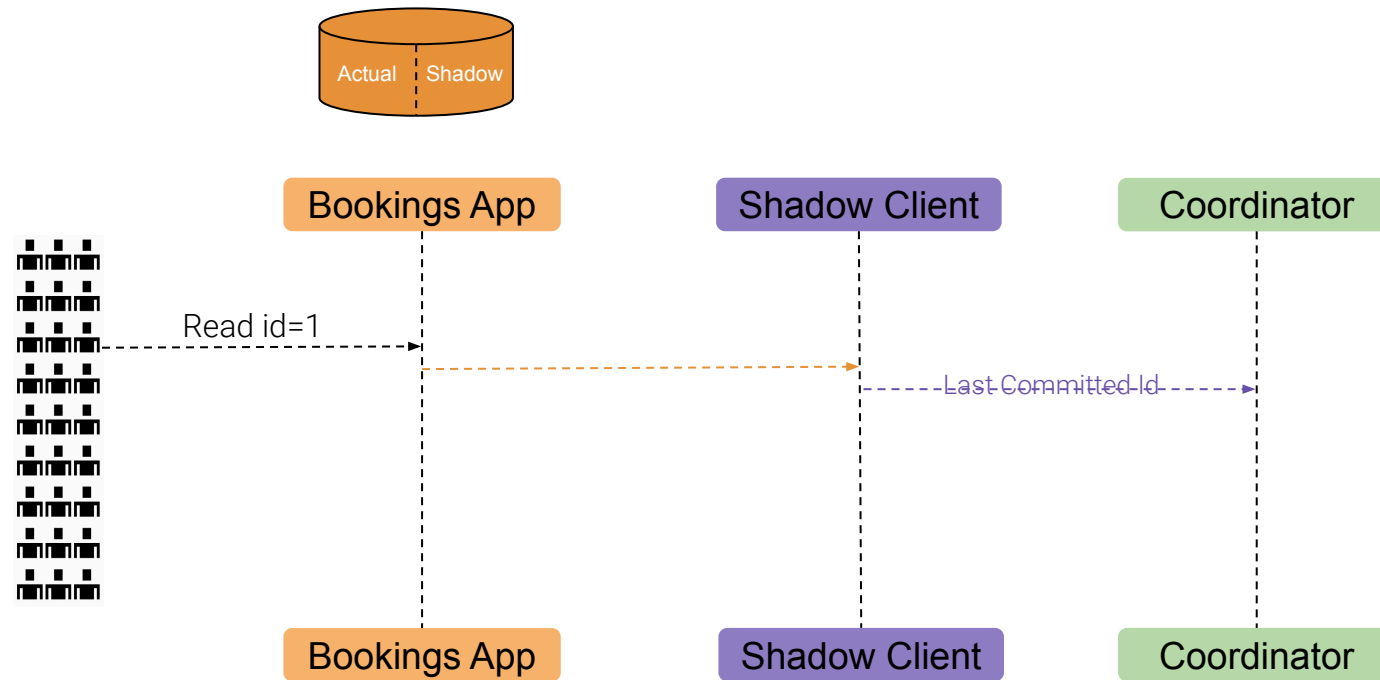 Actual
Shadow
Bookings App
Shadow Client
Coordinator
Read id=1
Last Committed Id
Bookings App
Shadow Client
Coordinator